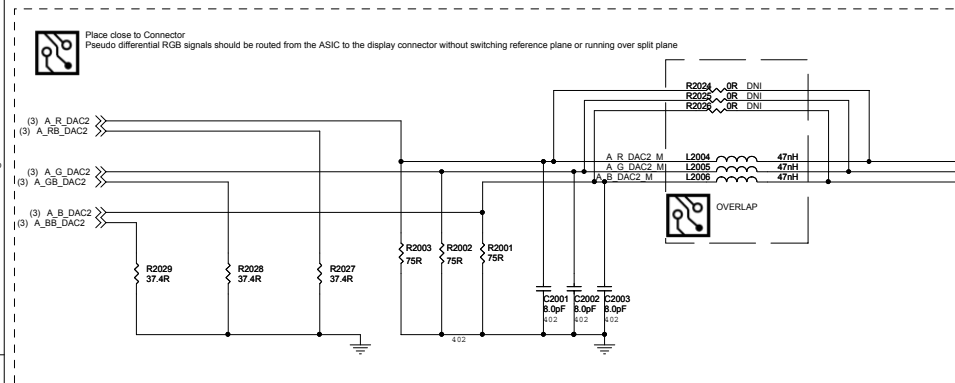 Place close to Connector
Pseudo differential RGB signals should be routed from the ASIC to the display connector without switching reference plane or running over split plane
R2024 0R DNI
R2025 0R DNI
R2026 0R DNI
(3) A_R_DAC2
(3) A_RB_DAC2
A_R_DAC2_M L2004 47nH
A_G_DAC2_M L2005 47nH
A_B_DAC2_M L2006 47nH
(3) A_G_DAC2
(3) A_GB_DAC2
OVERLAP
(3) A_B_DAC2
(3) A_BB_DAC2
R2003 R2002 R2001
75R 75R 75R
R2029 R2028 R2027
37.4R 37.4R 37.4R
C2001 C2002 C2003
8.0pF 8.0pF 8.0pF
402 402 402
402